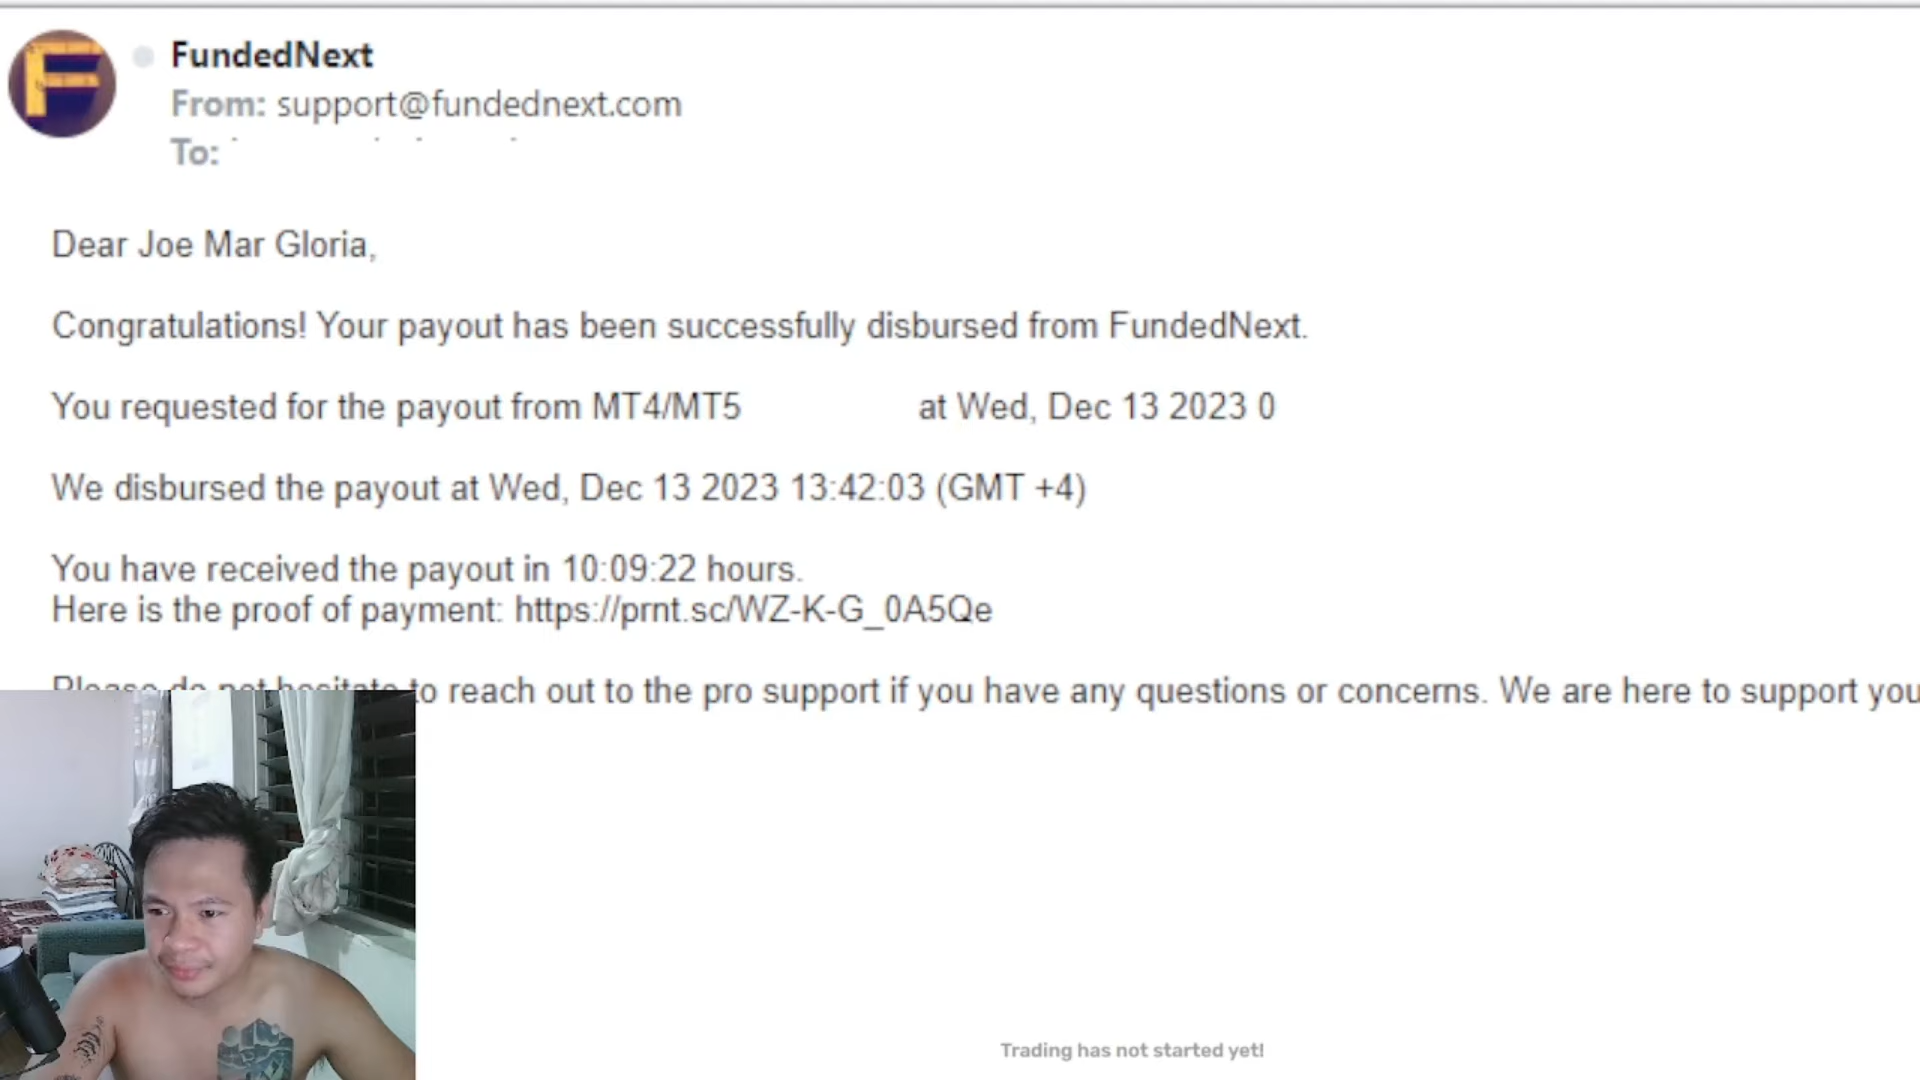 FundedNext
From: support@fundednext.com
To:
Dear Joe Mar Gloria,
Congratulations! Your payout has been successfully disbursed from FundedNext.
You requested for the payout from MT4/MT5 at Wed, Dec 13 2023 0
We disbursed the payout at Wed, Dec 13 2023 13:42:03 (GMT +4)
You have received the payout in 10:09:22 hours.
Here is the proof of payment: https://prnt.sc/WZ-K-G_0A5Qe
Please do not hesitate to reach out to the pro support if you have any questions or concerns. We are here to support you
Trading has not started yet!